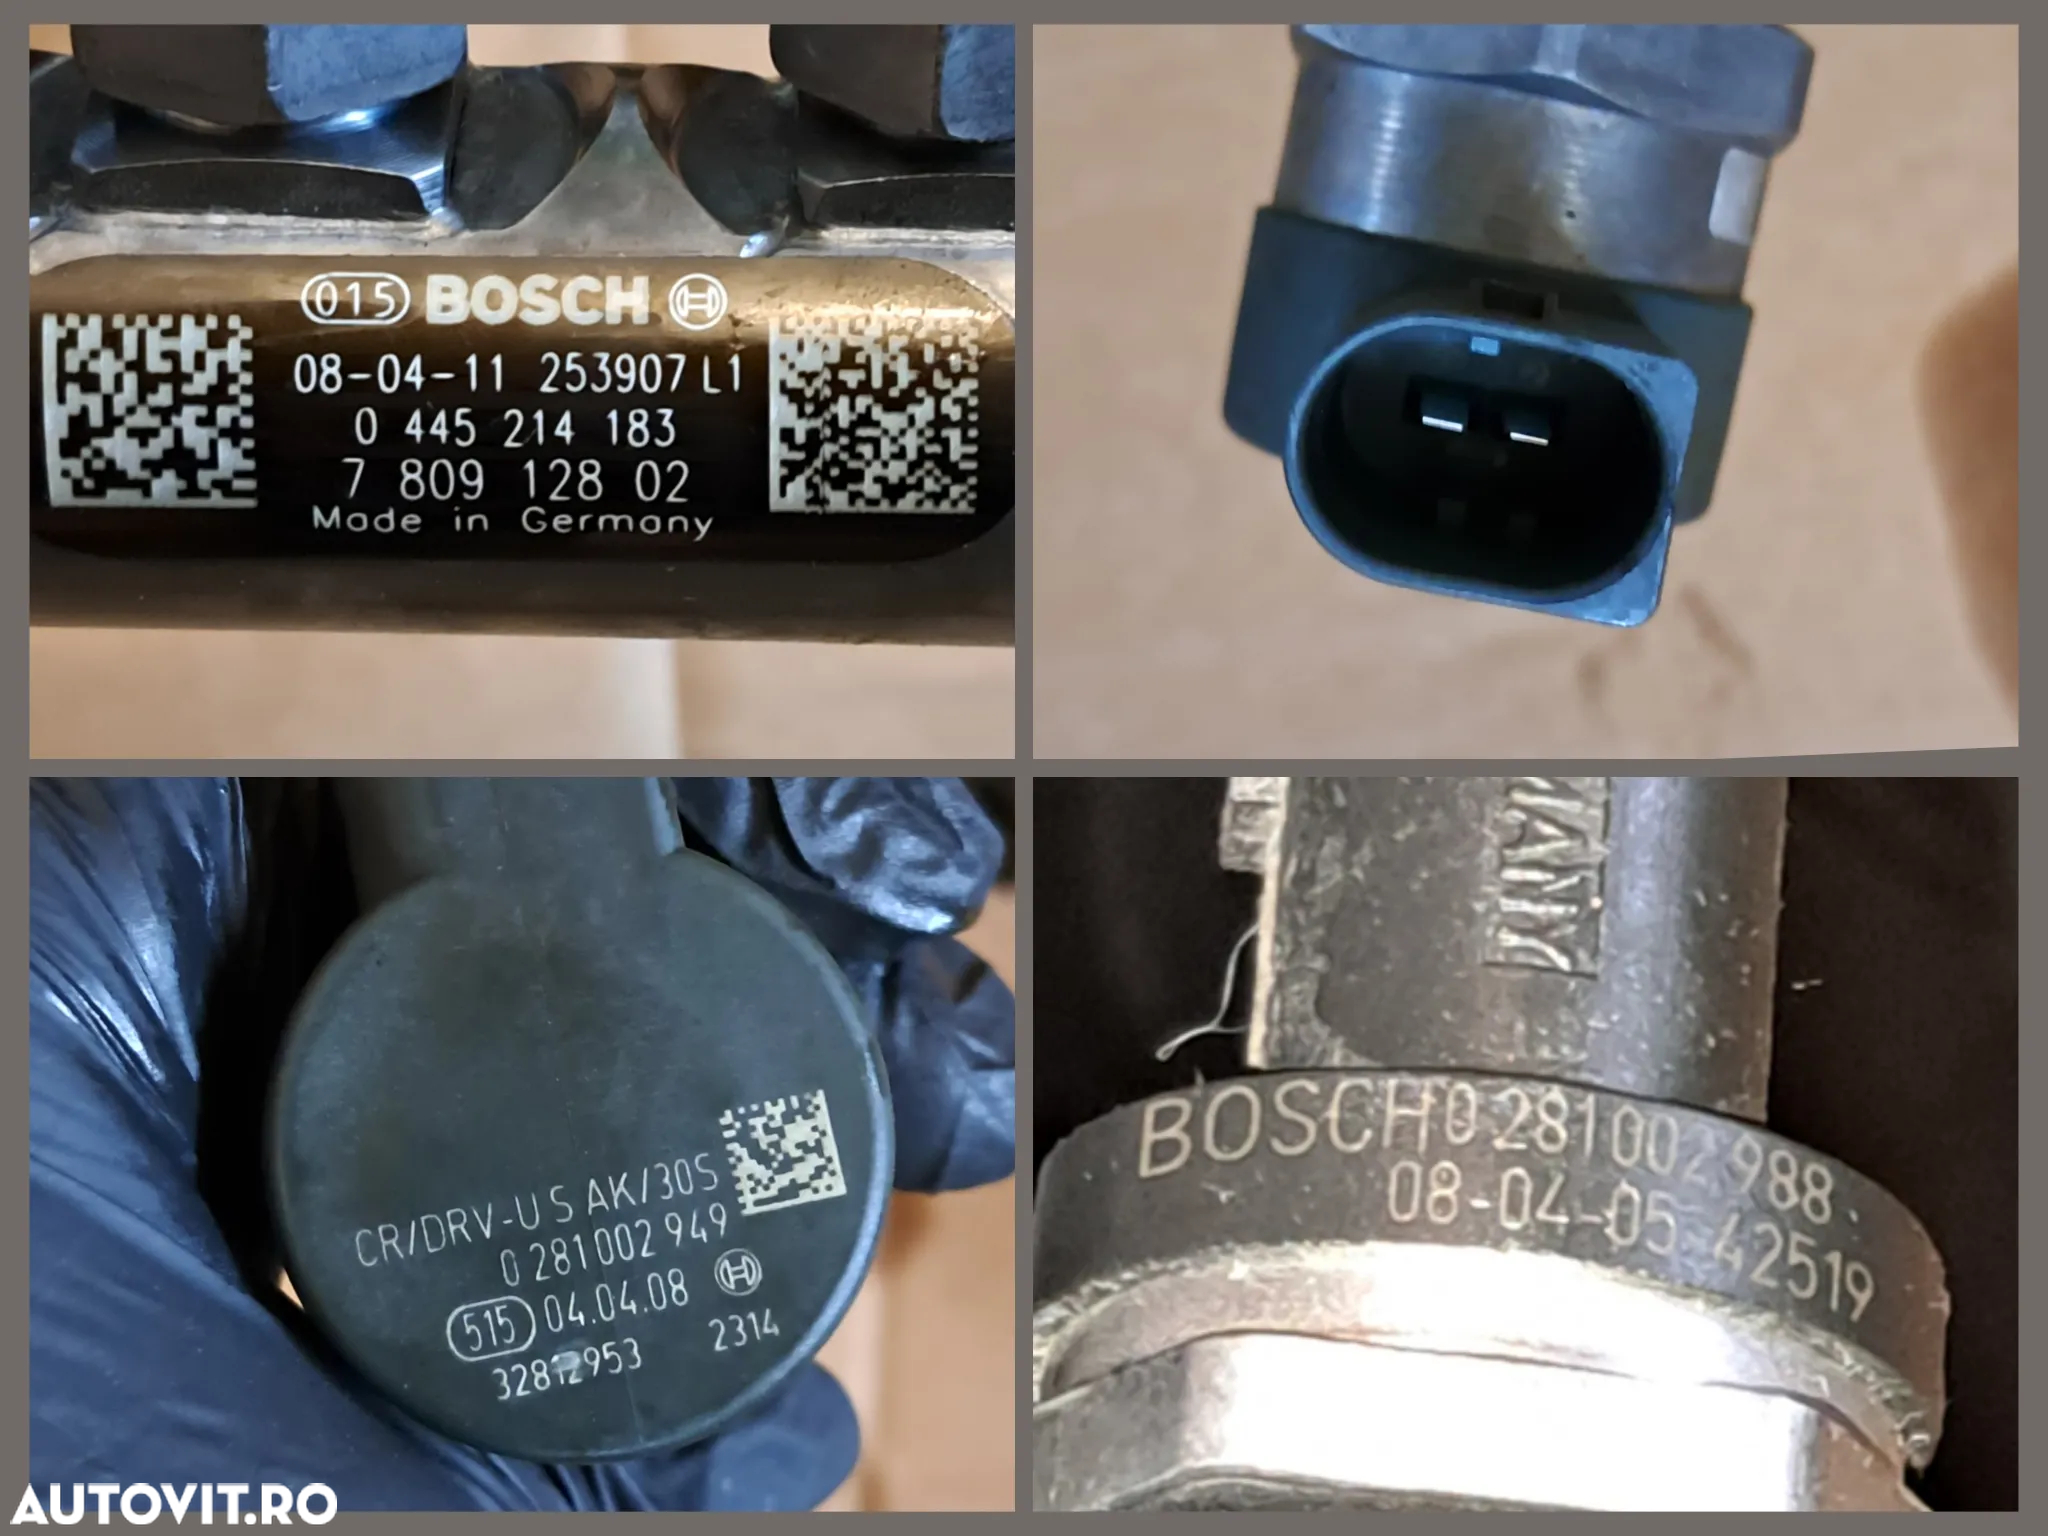 015 BOSCH
08-04-11 253907 L1
0 445 214 183
7 809 128 02
Made in Germany
CR/DRV-U S AK/30S
0 281 002 949
515 04.04.08
32812953 2314
MANY
BOSCH 0 281 002 988
08-04-05 42519
AUTOVIT.RO